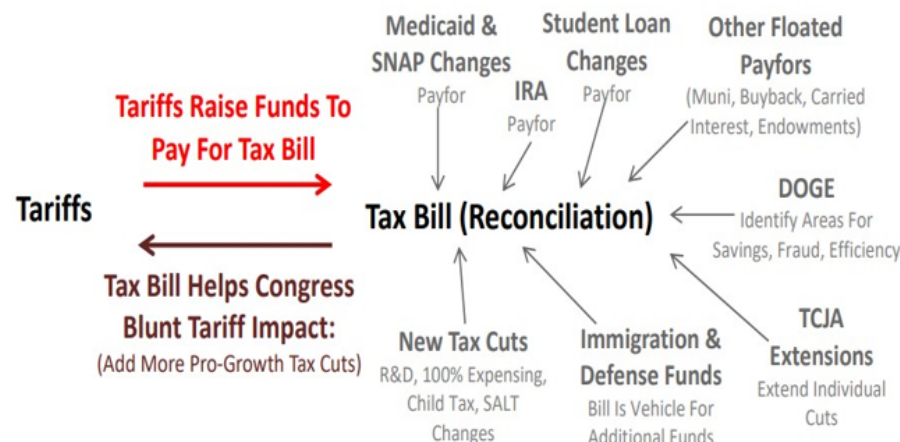 Medicaid &
SNAP Changes
Payfor
IRA
Payfor
Student Loan
Changes
Payfor
Other Floated
Payfors
(Muni, Buyback, Carried
Interest, Endowments)
Tariffs Raise Funds To
Pay For Tax Bill
Tariffs
Tax Bill (Reconciliation)
DOGE
Identify Areas For
Savings, Fraud, Efficiency
Tax Bill Helps Congress
Blunt Tariff Impact:
(Add More Pro-Growth Tax Cuts)
New Tax Cuts
R&D, 100% Expensing,
Child Tax, SALT
Changes
Immigration &
Defense Funds
Bill Is Vehicle For
Additional Funds
TCJA
Extensions
Extend Individual
Cuts